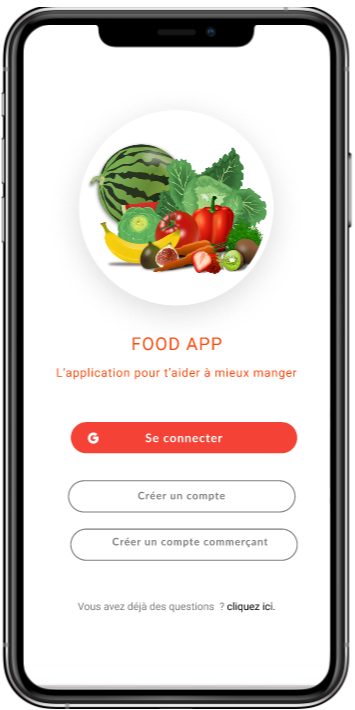 FOOD APP
L'application pour t'aider à mieux manger
G Se connecter
Créer un compte
Créer un compte commerçant
Vous avez déjà des questions ? cliquez ici.